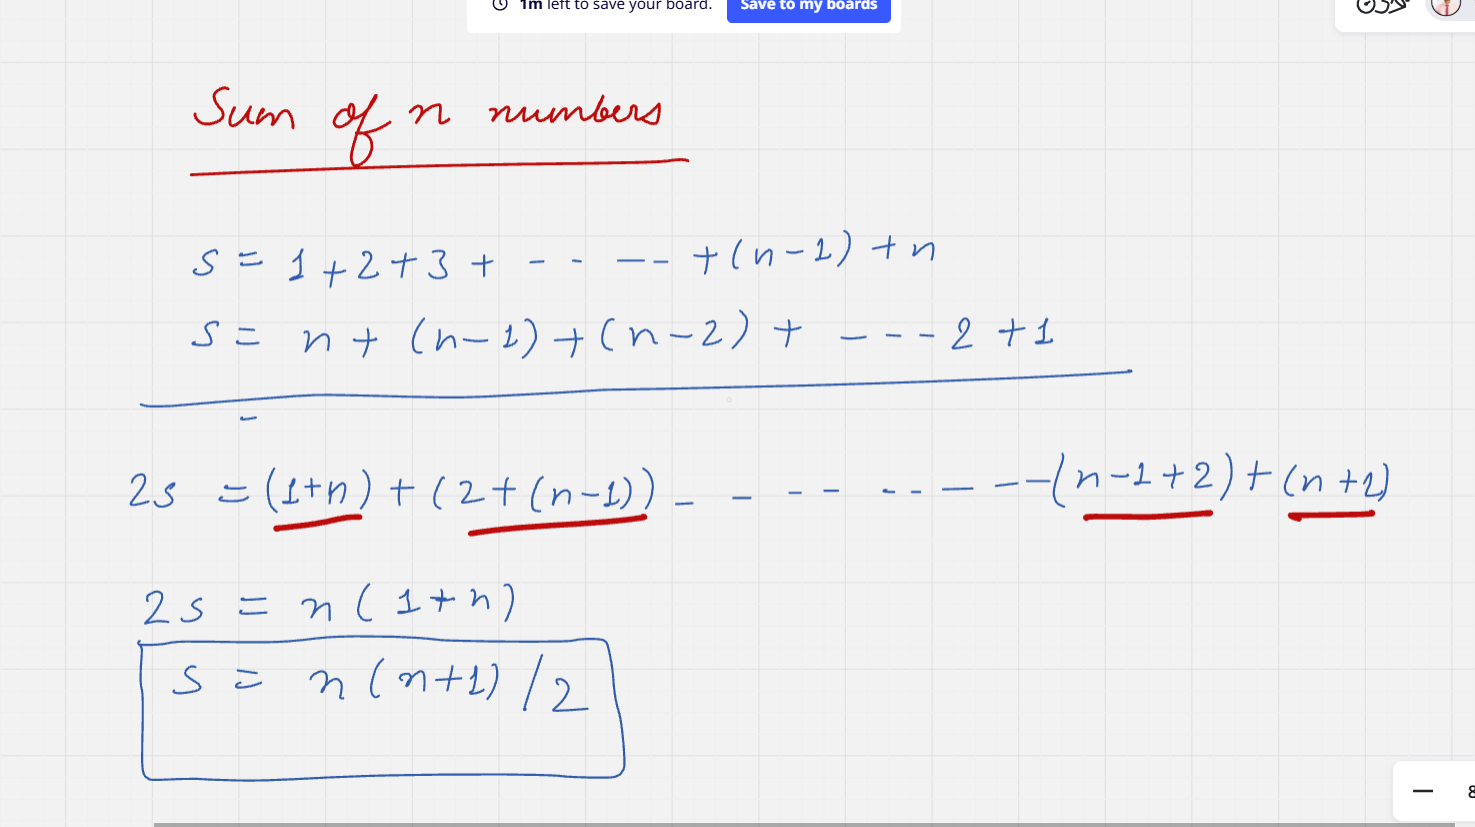 1m left to save your board. Save to my boards
Sum of n numbers
s = 1 + 2 + 3 + - - - - + (n-1) + n
s = n + (n-1) + (n-2) + - - - - 2 + 1
-
2s = (1+n) + (2+(n-1)) - - - - - - - - - (n-1+2) + (n+1)
2s = n(1+n)
s = n(n+1)/2
— 8